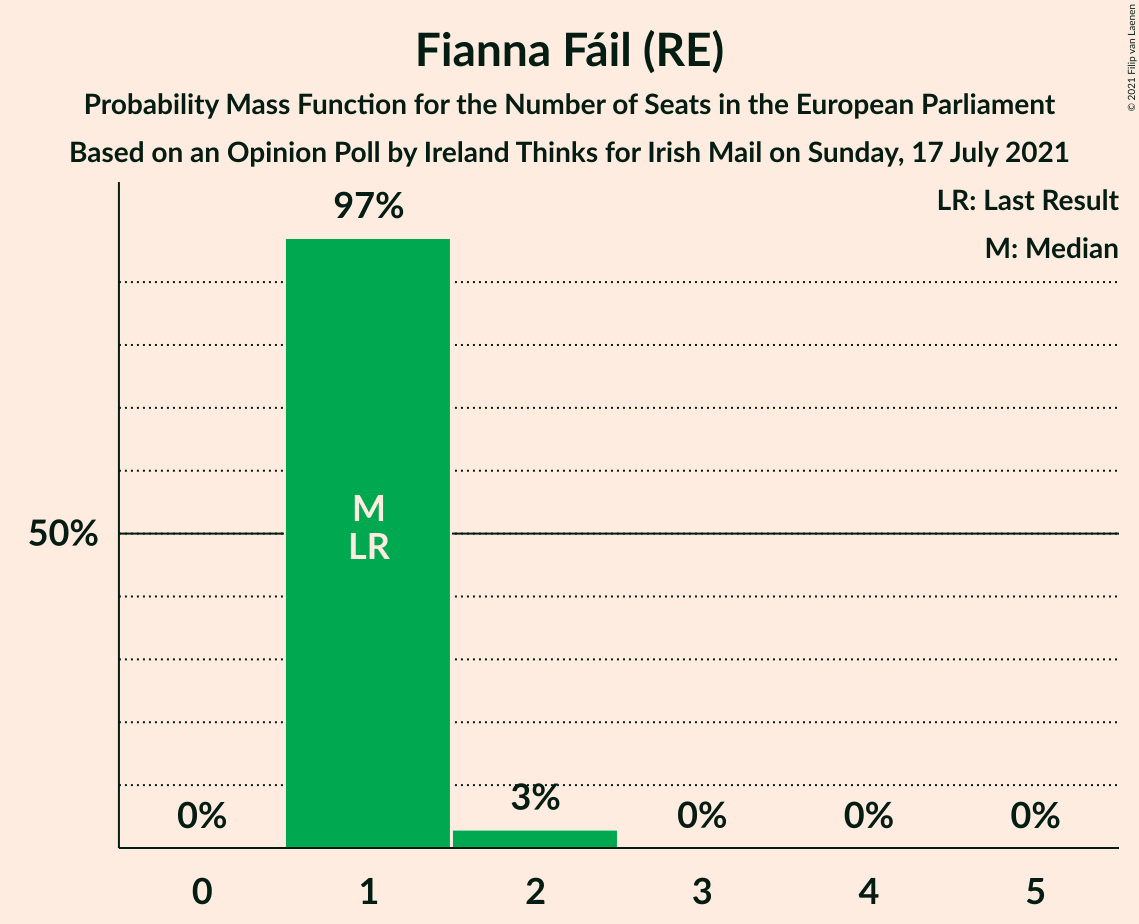 Fianna Fáil (RE)
Probability Mass Function for the Number of Seats in the European Parliament
Based on an Opinion Poll by Ireland Thinks for Irish Mail on Sunday, 17 July 2021
© 2021 Filip van Laenen
LR: Last Result
M: Median
97%
M
LR
50%
0%
3%
0%
0%
0%
0
1
2
3
4
5